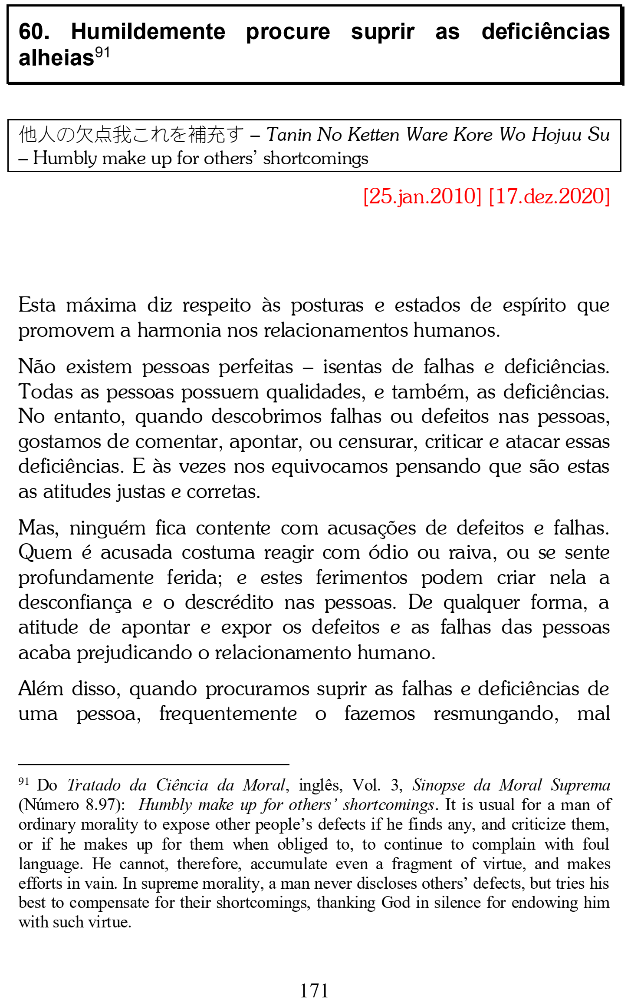 60. Humildemente procure suprir as deficiências
alheias91
他人の欠点我これを補充す – Tanin No Ketten Ware Kore Wo Hojuu Su
– Humbly make up for others’ shortcomings
[25.jan.2010] [17.dez.2020]
Esta máxima diz respeito às posturas e estados de espírito que
promovem a harmonia nos relacionamentos humanos.
Não existem pessoas perfeitas – isentas de falhas e deficiências.
Todas as pessoas possuem qualidades, e também, as deficiências.
No entanto, quando descobrimos falhas ou defeitos nas pessoas,
gostamos de comentar, apontar, ou censurar, criticar e atacar essas
deficiências. E às vezes nos equivocamos pensando que são estas
as atitudes justas e corretas.
Mas, ninguém fica contente com acusações de defeitos e falhas.
Quem é acusada costuma reagir com ódio ou raiva, ou se sente
profundamente ferida; e estes ferimentos podem criar nela a
desconfiança e o descrédito nas pessoas. De qualquer forma, a
atitude de apontar e expor os defeitos e as falhas das pessoas
acaba prejudicando o relacionamento humano.
Além disso, quando procuramos suprir as falhas e deficiências de
uma pessoa, frequentemente o fazemos resmungando, mal
91 Do Tratado da Ciência da Moral, inglês, Vol. 3, Sinopse da Moral Suprema
(Número 8.97): Humbly make up for others’ shortcomings. It is usual for a man of
ordinary morality to expose other people’s defects if he finds any, and criticize them,
or if he makes up for them when obliged to, to continue to complain with foul
language. He cannot, therefore, accumulate even a fragment of virtue, and makes
efforts in vain. In supreme morality, a man never discloses others’ defects, but tries his
best to compensate for their shortcomings, thanking God in silence for endowing him
with such virtue.
171